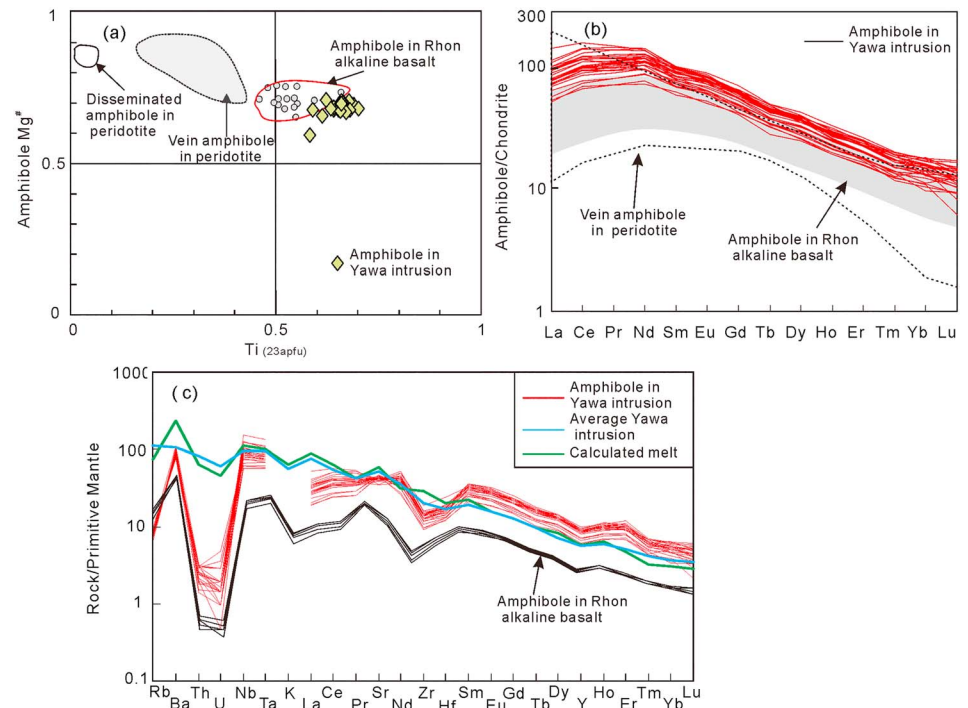 (a)
Amphibole in Rhon
alkaline basalt
Disseminated
amphibole in
peridotite
Vein amphibole
in peridotite
Amphibole in
Yawa intrusion
Amphibole Mg#
1
0.5
0
0
0.5
1
Ti (23apfu)
(b)
Amphibole in
Yawa intrusion
Vein amphibole
in peridotite
Amphibole in Rhon
alkaline basalt
Amphibole/Chondrite
300
100
10
1
La Ce Pr Nd Sm Eu Gd Tb Dy Ho Er Tm Yb Lu
( c)
Amphibole in
Yawa intrusion
Average Yawa
intrusion
Calculated melt
Amphibole in Rhon
alkaline basalt
Rock/Primitive Mantle
1000
100
10
1
0.1
Rb Ba Th U Nb Ta K La Ce Pr Sr Nd Zr Hf Sm Eu Gd Tb Dy Y Ho Er Tm Yb Lu